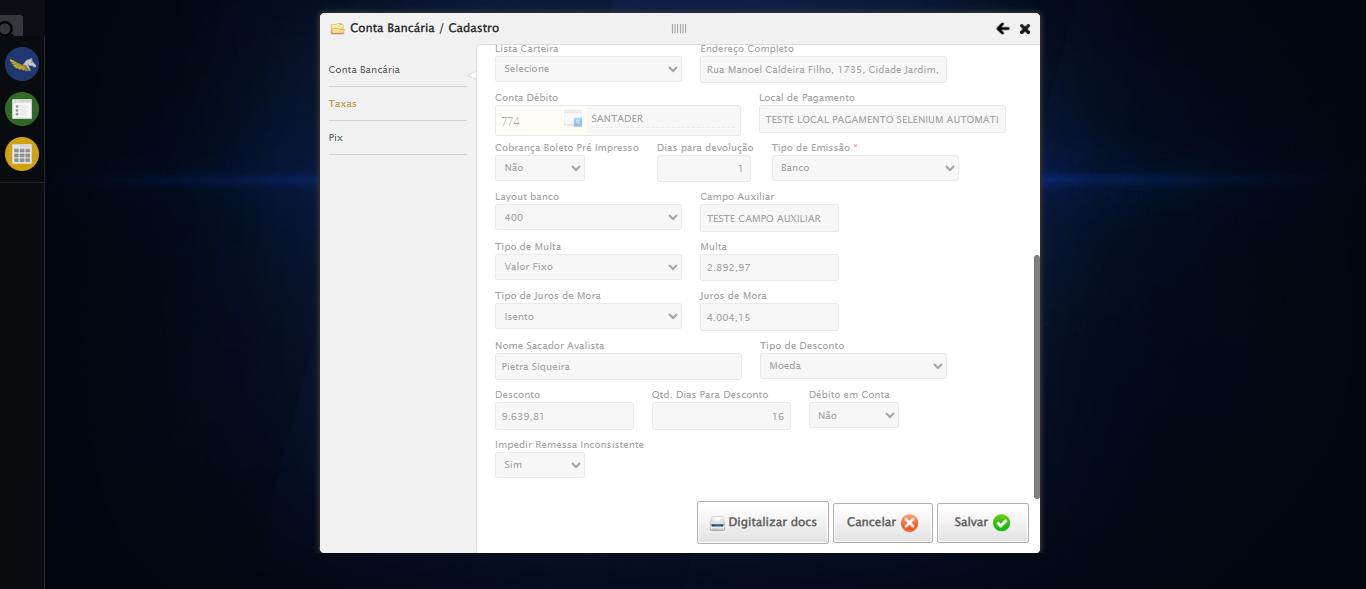 Conta Bancária / Cadastro
Conta Bancária
Taxas
Pix
Lista Carteira
Endereço Completo
Selecione
Rua Manoel Caldeira Filho, 1735, Cidade Jardim,
Conta Débito
Local de Pagamento
774
SANTADER
TESTE LOCAL PAGAMENTO SELENIUM AUTOMATI
Cobrança Boleto Pré Impresso
Dias para devolução
Tipo de Emissão *
Não
1
Banco
Layout banco
Campo Auxiliar
400
TESTE CAMPO AUXILIAR
Tipo de Multa
Multa
Valor Fixo
2.892,97
Tipo de Juros de Mora
Juros de Mora
Isento
4.004,15
Nome Sacador Avalista
Tipo de Desconto
Pietra Siqueira
Moeda
Desconto
Qtd. Dias Para Desconto
Débito em Conta
9.639,81
16
Não
Impedir Remessa Inconsistente
Sim
Digitalizar docs
Cancelar
Salvar